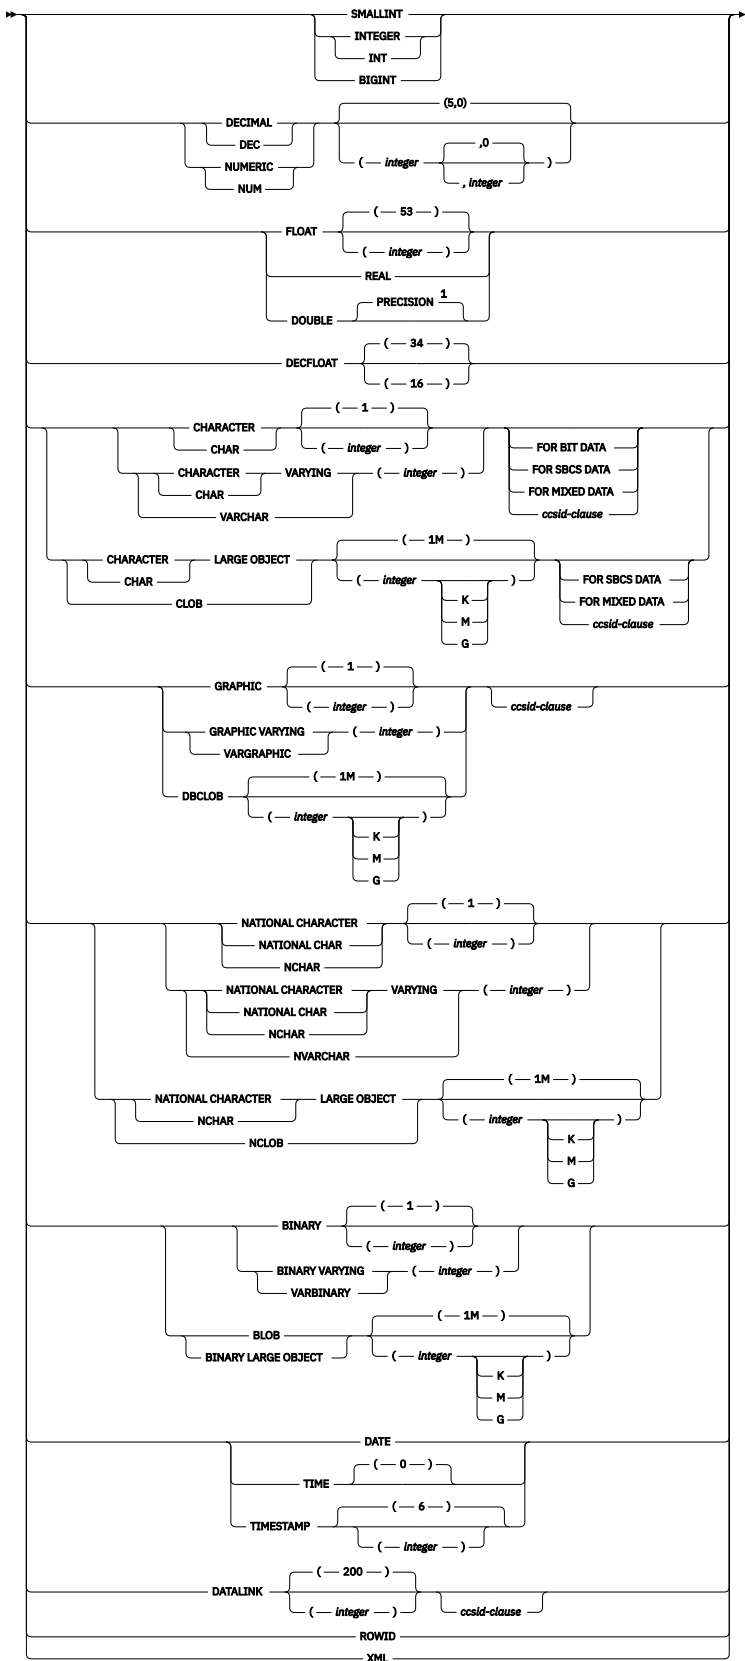 SMALLINT
INTEGER
INT
BIGINT
(5,0)
DECIMAL
DEC
,0
( integer )
NUMERIC
, integer
NUM
( 53 )
FLOAT
( integer )
REAL
PRECISION 1
DOUBLE
( 34 )
DECFLOAT
( 16 )
( 1 )
CHARACTER
( integer )
CHAR
FOR BIT DATA
CHARACTER VARYING ( integer )
FOR SBCS DATA
CHAR
FOR MIXED DATA
VARCHAR
ccsid-clause
( 1M )
CHARACTER LARGE OBJECT
CHAR
( integer )
FOR SBCS DATA
CLOB
K
FOR MIXED DATA
M
ccsid-clause
G
( 1 )
GRAPHIC
( integer )
ccsid-clause
GRAPHIC VARYING ( integer )
VARGRAPHIC
( 1M )
DBCLOB
( integer )
K
M
G
( 1 )
NATIONAL CHARACTER
NATIONAL CHAR
( integer )
NCHAR
NATIONAL CHARACTER VARYING ( integer )
NATIONAL CHAR
NCHAR
NVARCHAR
( 1M )
NATIONAL CHARACTER LARGE OBJECT
NCHAR
( integer )
NCLOB
K
M
G
( 1 )
BINARY
( integer )
BINARY VARYING ( integer )
VARBINARY
( 1M )
BLOB
BINARY LARGE OBJECT
( integer )
K
M
G
DATE
( 0 )
TIME
( 6 )
TIMESTAMP
( integer )
( 200 )
DATALINK
( integer )
ccsid-clause
ROWID
XML